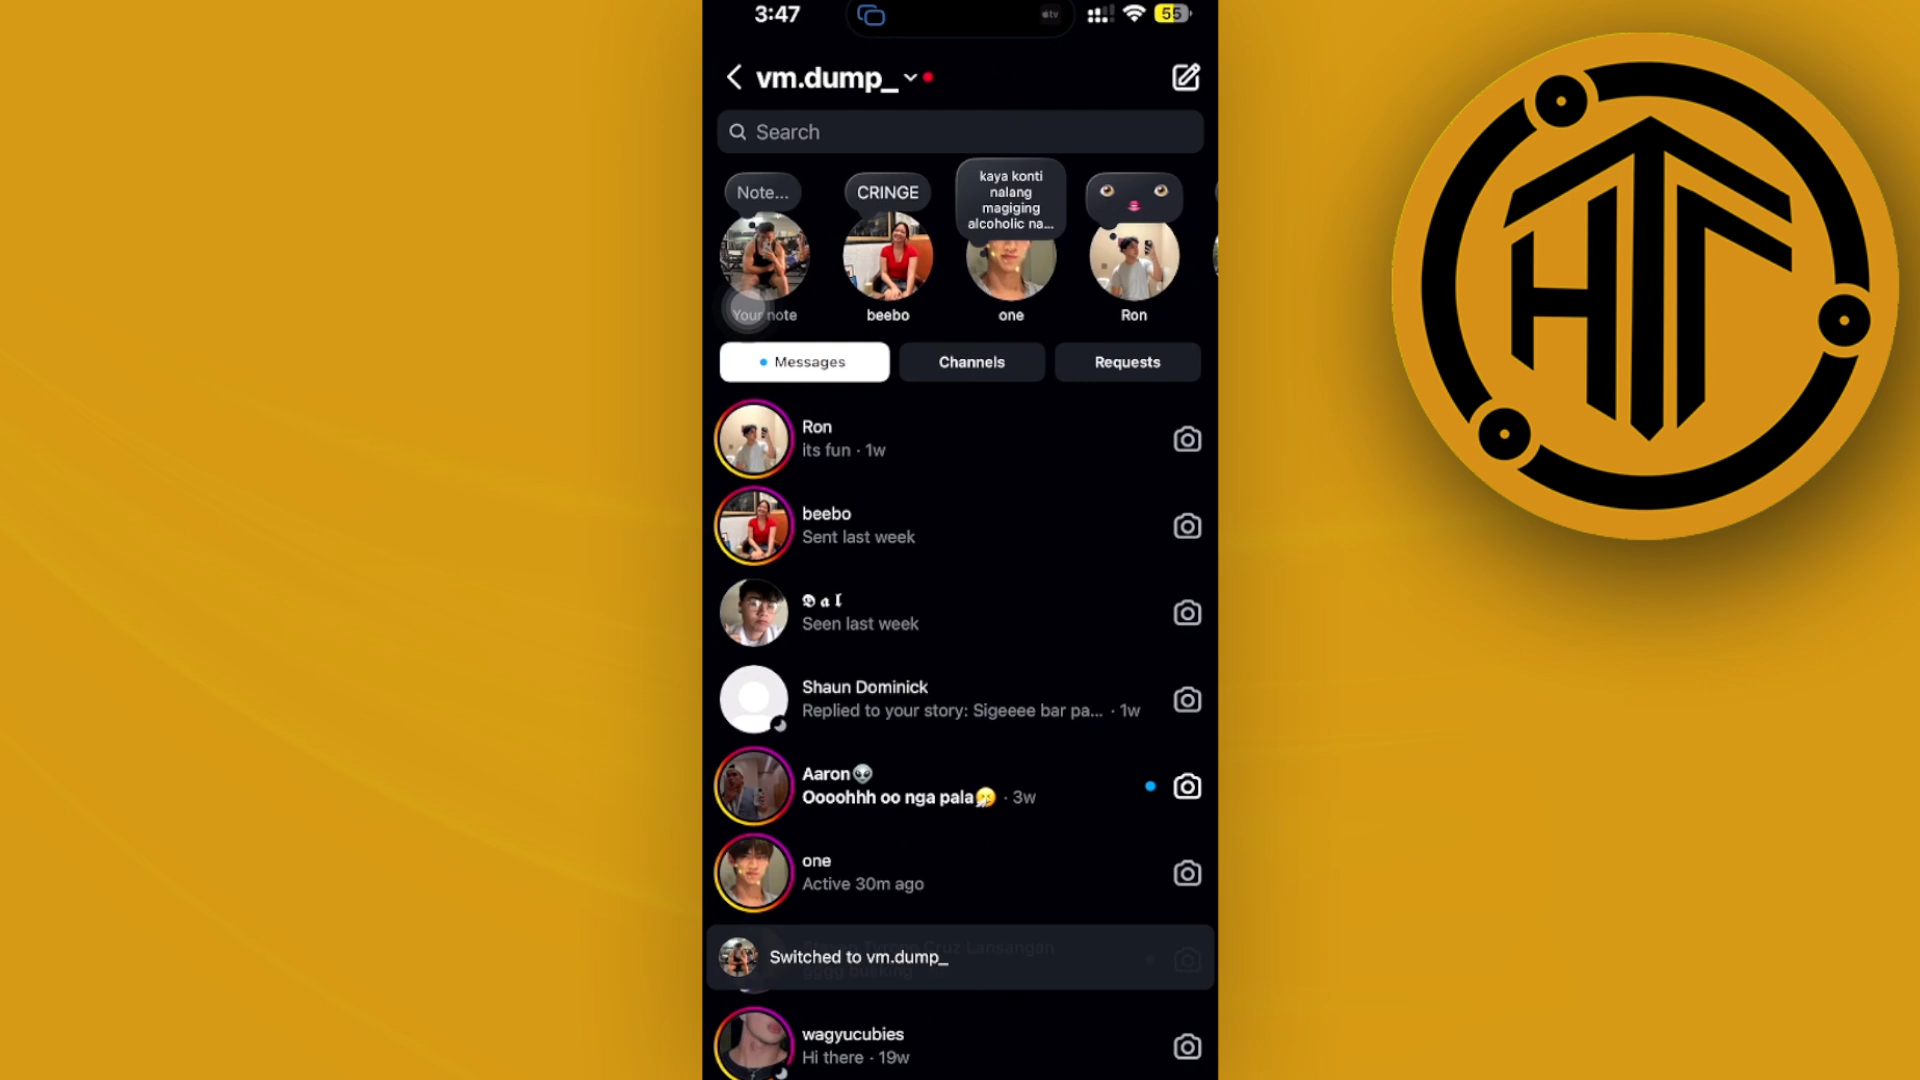 3:47
tv
55
vm.dump_
Search
Note...
CRINGE
kaya konti
nalang
magiging
alcoholic na...
Your note
beebo
one
Ron
Messages
Channels
Requests
Ron
its fun · 1w
beebo
Sent last week
𝕯 𝖆 𝖑
Seen last week
Shaun Dominick
Replied to your story: Sigeeee bar pa... · 1w
Aaron👽
Oooohhh oo nga pala🤧 · 3w
one
Active 30m ago
Switched to vm.dump_
wagyucubies
Hi there · 19w
HTF